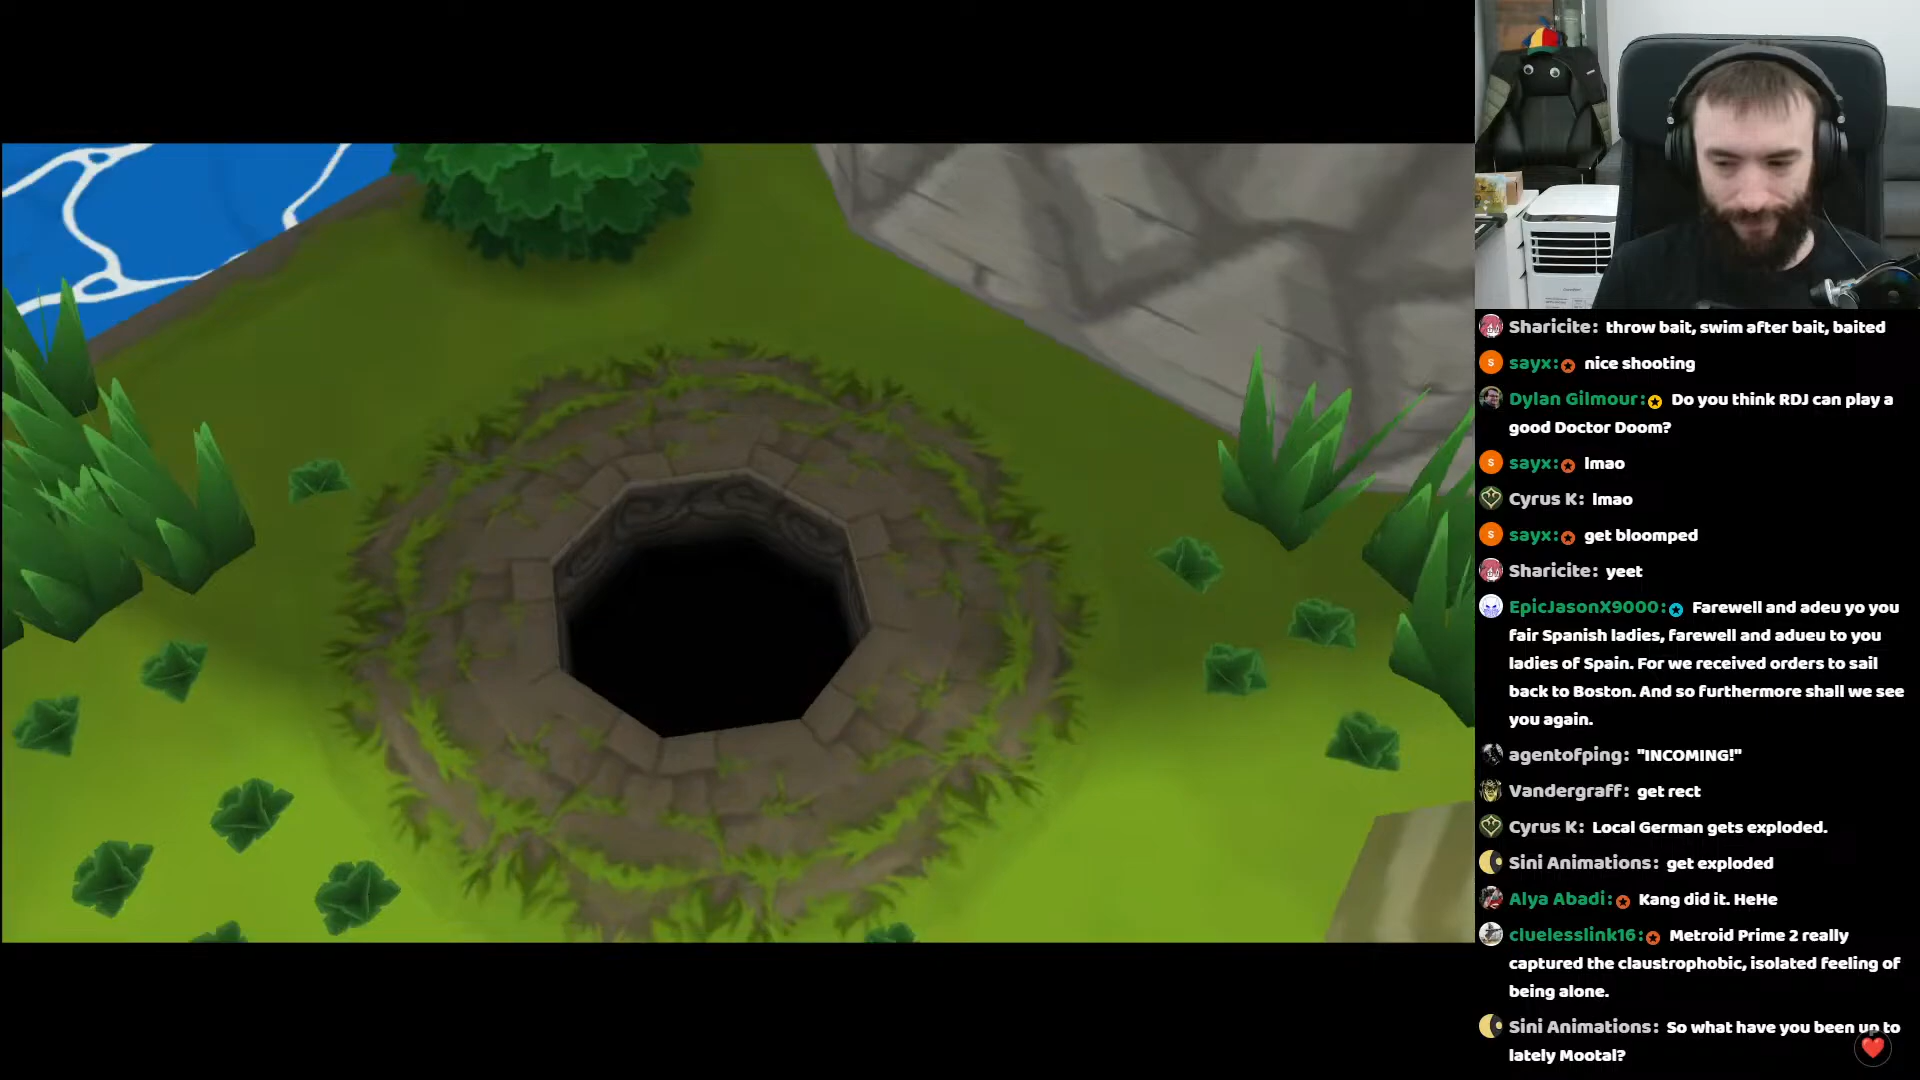 Sharicite: throw bait, swim after bait, baited
S sayx: nice shooting
Dylan Gilmour: Do you think RDJ can play a
good Doctor Doom?
S sayx: lmao
Cyrus K: lmao
S sayx: get bloomped
Sharicite: yeet
EpicJasonX9000: Farewell and adeu yo you
fair Spanish ladies, farewell and adueu to you
ladies of Spain. For we received orders to sail
back to Boston. And so furthermore shall we see
you again.
agentofping: "INCOMING!"
Vandergraff: get rect
Cyrus K: Local German gets exploded.
Sini Animations: get exploded
Alya Abadi: Kang did it. HeHe
cluelesslink16: Metroid Prime 2 really
captured the claustrophobic, isolated feeling of
being alone.
Sini Animations: So what have you been up to
lately Mootal?